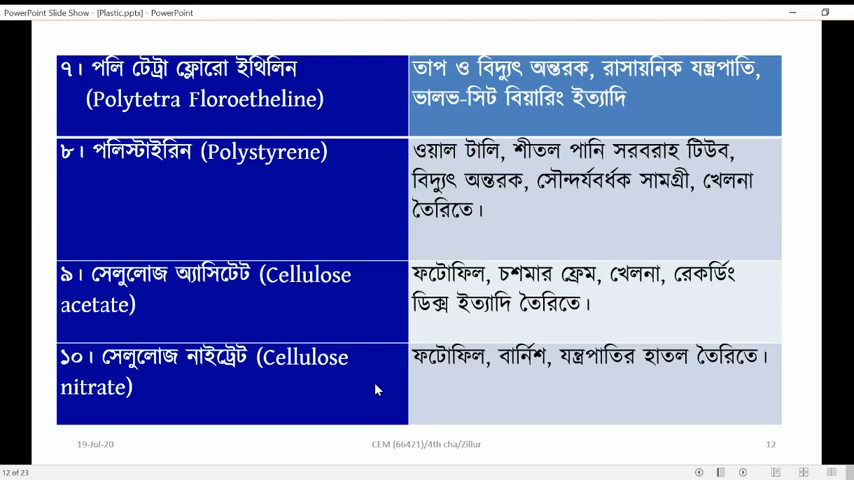 PowerPoint Slide Show - [Plastic.pptx] - PowerPoint
৭। পলি টেট্রা ফ্লোরো ইথিলিন
(Polytetra Floroetheline)
তাপ ও বিদ্যুৎ অন্তরক, রাসায়নিক যন্ত্রপাতি,
ভালভ-সিট বিয়ারিং ইত্যাদি
৮। পলিস্টাইরিন (Polystyrene)
ওয়াল টালি, শীতল পানি সরবরাহ টিউব,
বিদ্যুৎ অন্তরক, সৌন্দর্যবর্ধক সামগ্রী, খেলনা
তৈরিতে।
৯। সেলুলোজ অ্যাসিটেট (Cellulose
acetate)
ফটোফিল, চশমার ফ্রেম, খেলনা, রেকর্ডিং
ডিক্স ইত্যাদি তৈরিতে।
১০। সেলুলোজ নাইট্রেট (Cellulose
nitrate)
ফটোফিল, বার্নিশ, যন্ত্রপাতির হাতল তৈরিতে।
19-Jul-20
CEM (66421)/4th cha/Zillur
12
12 of 23